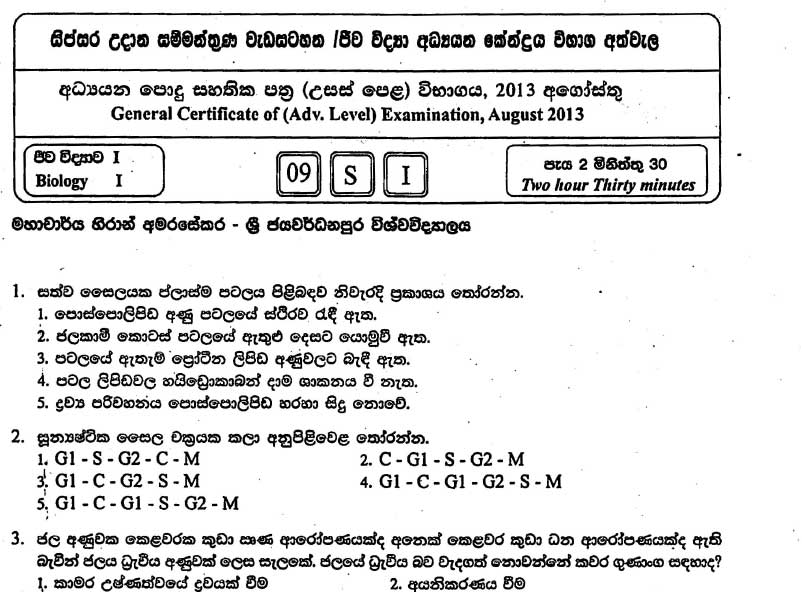 සිප්සර උදාන සම්මන්ත්‍රණ වැඩසටහන /ජීව විද්‍යා අධ්‍යයන කේන්ද්‍රය විභාග අත්වැල
අධ්‍යයන පොදු සහතික පත්‍ර (උසස් පෙළ) විභාගය, 2013 අගෝස්තු
General Certificate of (Adv. Level) Examination, August 2013
ජීව විද්‍යාව I
Biology I
09 S I
පැය 2 මිනිත්තු 30
Two hour Thirty minutes
මහාචාර්ය හිරාන් අමරසේකර - ශ්‍රී ජයවර්ධනපුර විශ්වවිද්‍යාලය
1. සත්ව සෛලයක ප්ලාස්ම පටලය පිළිබඳව නිවැරදි ප්‍රකාශය තෝරන්න.
1. පොස්පොලිපිඩ අණු පටලයේ ස්ථිරව රැඳී ඇත.
2. ජලකාමී කොටස් පටලයේ ඇතුළු දෙසට යොමුවී ඇත.
3. පටලයේ ඇතැම් ප්‍රෝටීන ලිපිඩ අණුවලට බැඳී ඇත.
4. පටල ලිපිඩවල හයිඩ්‍රොකාබන් දාම ශාකනය වී නැත.
5. ද්‍රව්‍ය පරිවහනය පොස්පොලිපිඩ හරහා සිදු නොවේ.
2. සූන්‍යෂ්ටික සෛල චක්‍රයක කලා අනුපිළිවෙළ තෝරන්න.
1. G1 - S - G2 - C - M 2. C - G1 - S - G2 - M
3. G1 - C - G2 - S - M 4. G1 - C - G1 - G2 - S - M
5. G1 - C - G1 - S - G2 - M
3. ජල අණුවක කෙළවරක කුඩා ඍණ ආරෝපණයක්ද අනෙක් කෙළවර කුඩා ධන ආරෝපණයක්ද ඇති
බැවින් ජලය ධ්‍රැවීය අණුවක් ලෙස සැලකේ. ජලයේ ධ්‍රැවීය බව වැදගත් නොවන්නේ කවර ගුණාංග සඳහාද?
1. කාමර උෂ්ණත්වයේ ද්‍රවයක් වීම 2. අයනීකරණය වීම